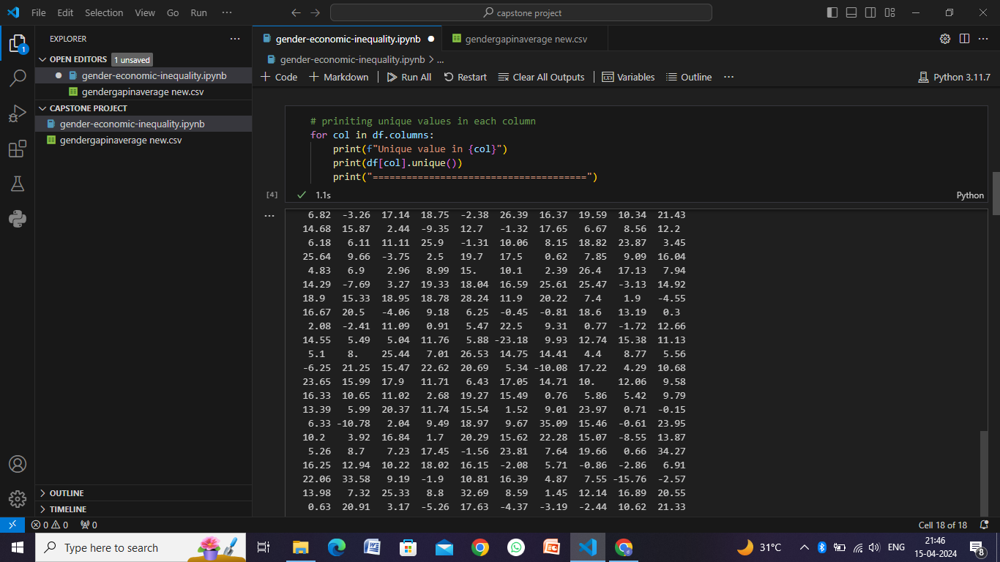 File Edit Selection View Go Run ··· capstone project
EXPLORER ···
OPEN EDITORS 1 unsaved
gender-economic-inequality.ipynb
gendergapinaverage new.csv
CAPSTONE PROJECT
gender-economic-inequality.ipynb
gendergapinaverage new.csv
OUTLINE
TIMELINE
1
gender-economic-inequality.ipynb gendergapinaverage new.csv
gender-economic-inequality.ipynb > ...
+ Code + Markdown Run All Restart Clear All Outputs Variables Outline ··· Python 3.11.7
# priniting unique values in each column
for col in df.columns:
    print(f"Unique value in {col}")
    print(df[col].unique())
    print("======================================")
[4] ✓ 1.1s Python
···
6.82 -3.26 17.14 18.75 -2.38 26.39 16.37 19.59 10.34 21.43
14.68 15.87 2.44 -9.35 12.7 -1.32 17.65 6.67 8.56 12.2
6.18 6.11 11.11 25.9 -1.31 10.06 8.15 18.82 23.87 3.45
25.64 9.66 -3.75 2.5 19.7 17.5 0.62 7.85 9.09 16.04
4.83 6.9 2.96 8.99 15. 10.1 2.39 26.4 17.13 7.94
14.29 -7.69 3.27 19.33 18.04 16.59 25.61 25.47 -3.13 14.92
18.9 15.33 18.95 18.78 28.24 11.9 20.22 7.4 1.9 -4.55
16.67 20.5 -4.06 9.18 6.25 -0.45 -0.81 18.6 13.19 0.3
2.08 -2.41 11.09 0.91 5.47 22.5 9.31 0.77 -1.72 12.66
14.55 5.49 5.04 11.76 5.88 -23.18 9.93 12.74 15.38 11.13
5.1 8. 25.44 7.01 26.53 14.75 14.41 4.4 8.77 5.56
-6.25 21.25 15.47 22.62 20.69 5.34 -10.08 17.22 4.29 10.68
23.65 15.99 17.9 11.71 6.43 17.05 14.71 10. 12.06 9.58
16.33 10.65 11.02 2.68 19.27 15.49 0.76 5.86 5.42 9.79
13.39 5.99 20.37 11.74 15.54 1.52 9.01 23.97 0.71 -0.15
6.33 -10.78 2.04 9.49 18.97 9.67 35.09 15.46 -0.61 23.95
10.2 3.92 16.84 1.7 20.29 15.62 22.28 15.07 -8.55 13.87
5.26 8.7 7.23 17.45 -1.56 23.81 7.64 19.66 0.66 34.27
16.25 12.94 10.22 18.02 16.15 -2.08 5.71 -0.86 -2.86 6.91
22.06 33.58 9.19 -1.9 10.81 16.39 4.87 7.55 -15.76 -2.57
13.98 7.32 25.33 8.8 32.69 8.59 1.45 12.14 16.89 20.55
0.63 20.91 3.17 -5.26 17.63 -4.37 -3.19 -2.44 10.62 21.33
0 0 0 Cell 18 of 18
Type here to search 31°C ENG 21:46
15-04-2024 8